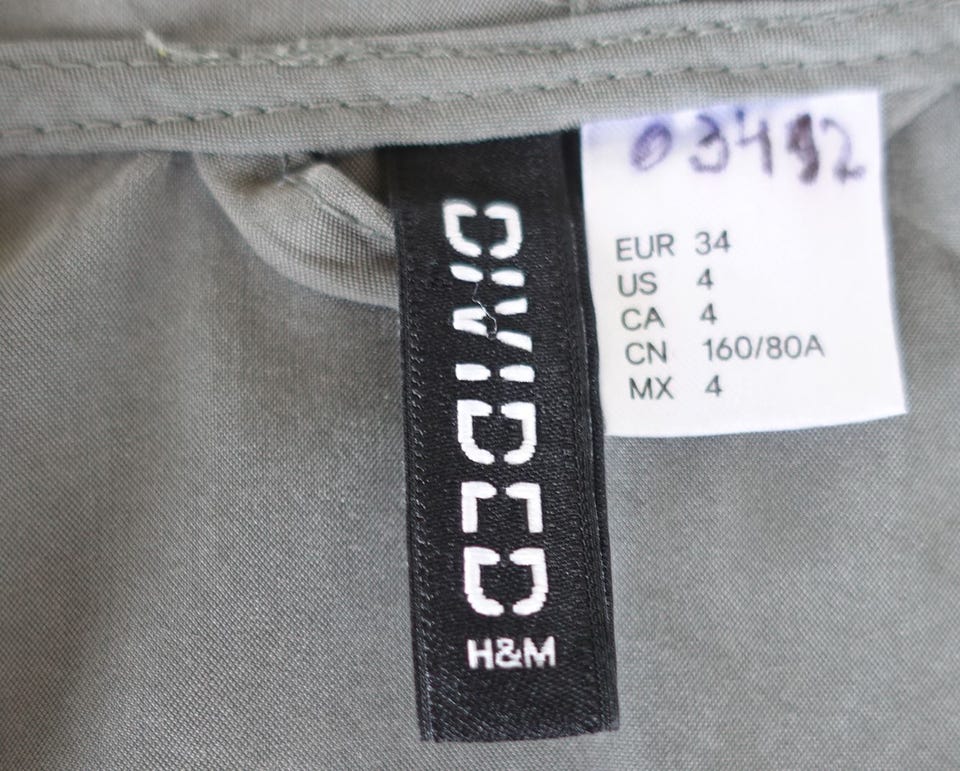 DIVIDED
H&M
03492
EUR 34
US 4
CA 4
CN 160/80A
MX 4